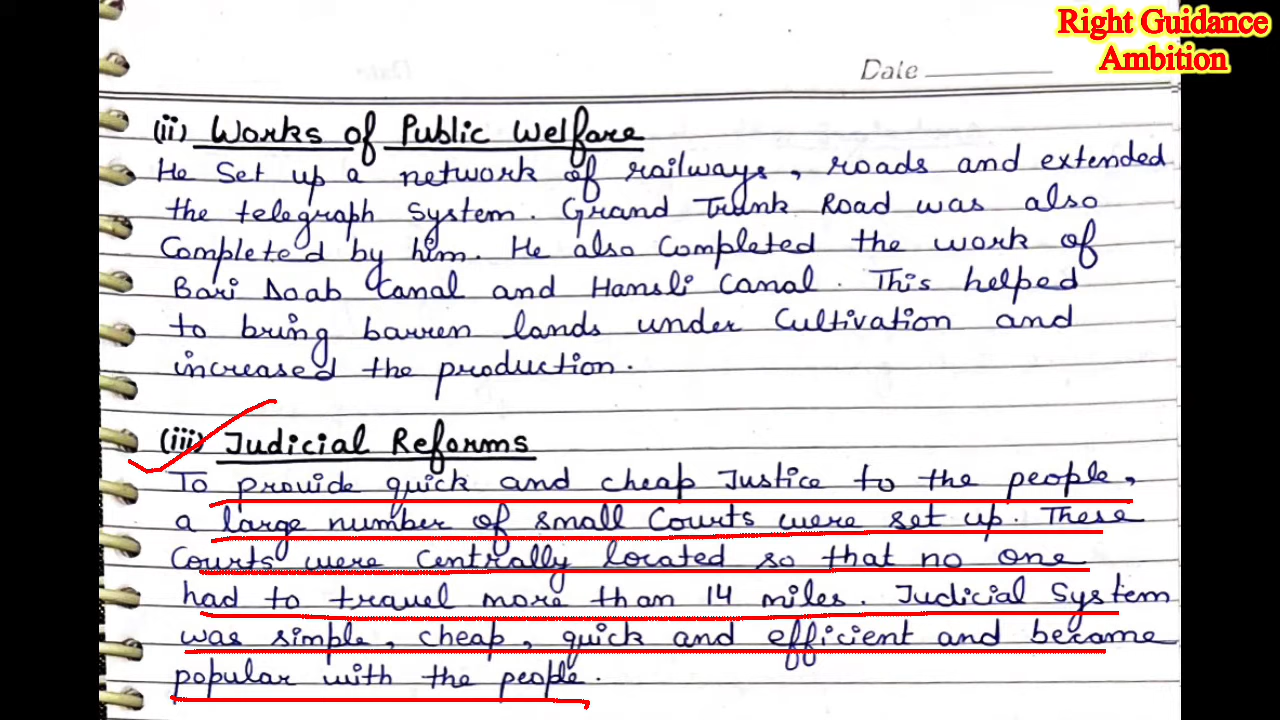 Right Guidance
Ambition
Date
(ii) Works of Public Welfare
He Set up a network of railways, roads and extended
the telegraph System. Grand Trunk Road was also
Completed by him. He also Completed the work of
Bari Doab Canal and Hansli Canal. This helped
to bring barren lands under Cultivation and
increased the production.
(iii) Judicial Reforms
To provide quick and cheap Justice to the people,
a large number of small Courts were set up. These
Courts were Centrally located so that no one
had to travel more than 14 miles. Judicial System
was simple, cheap, quick and efficient and became
popular with the people.